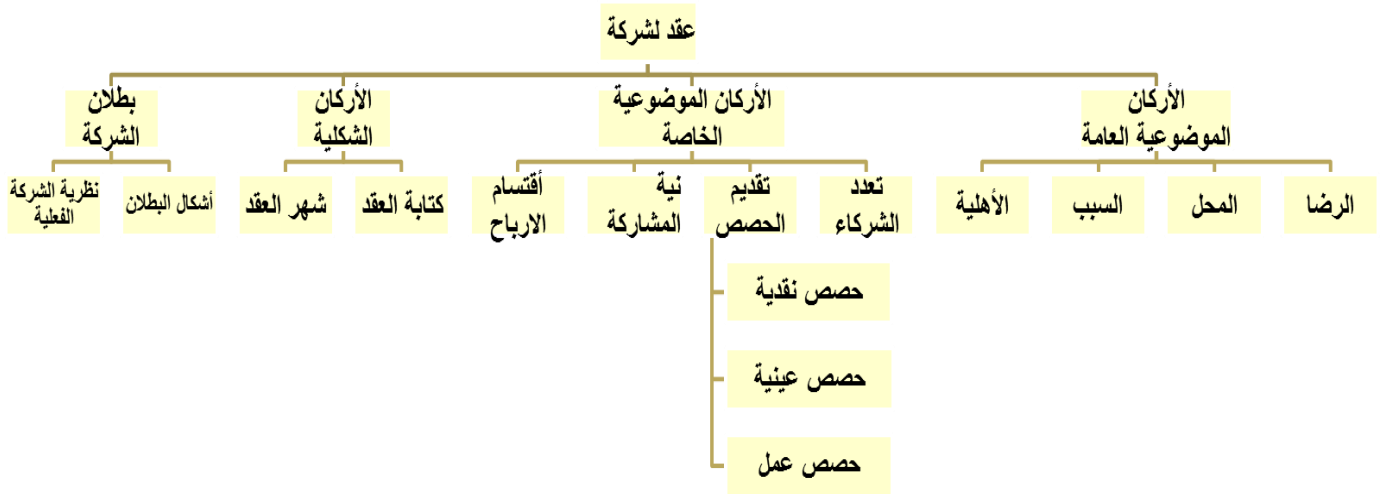 عقد لشركة
الأركان
الموضوعية العامة
الأركان الموضوعية
الخاصة
الأركان
الشكلية
بطلان
الشركة
الرضا
المحل
السبب
الأهلية
تعدد
الشركاء
تقديم
الحصص
نية
المشاركة
أقتسام
الارباح
كتابة العقد
شهر العقد
أشكال البطلان
نظرية الشركة
الفعلية
حصص نقدية
حصص عينية
حصص عمل